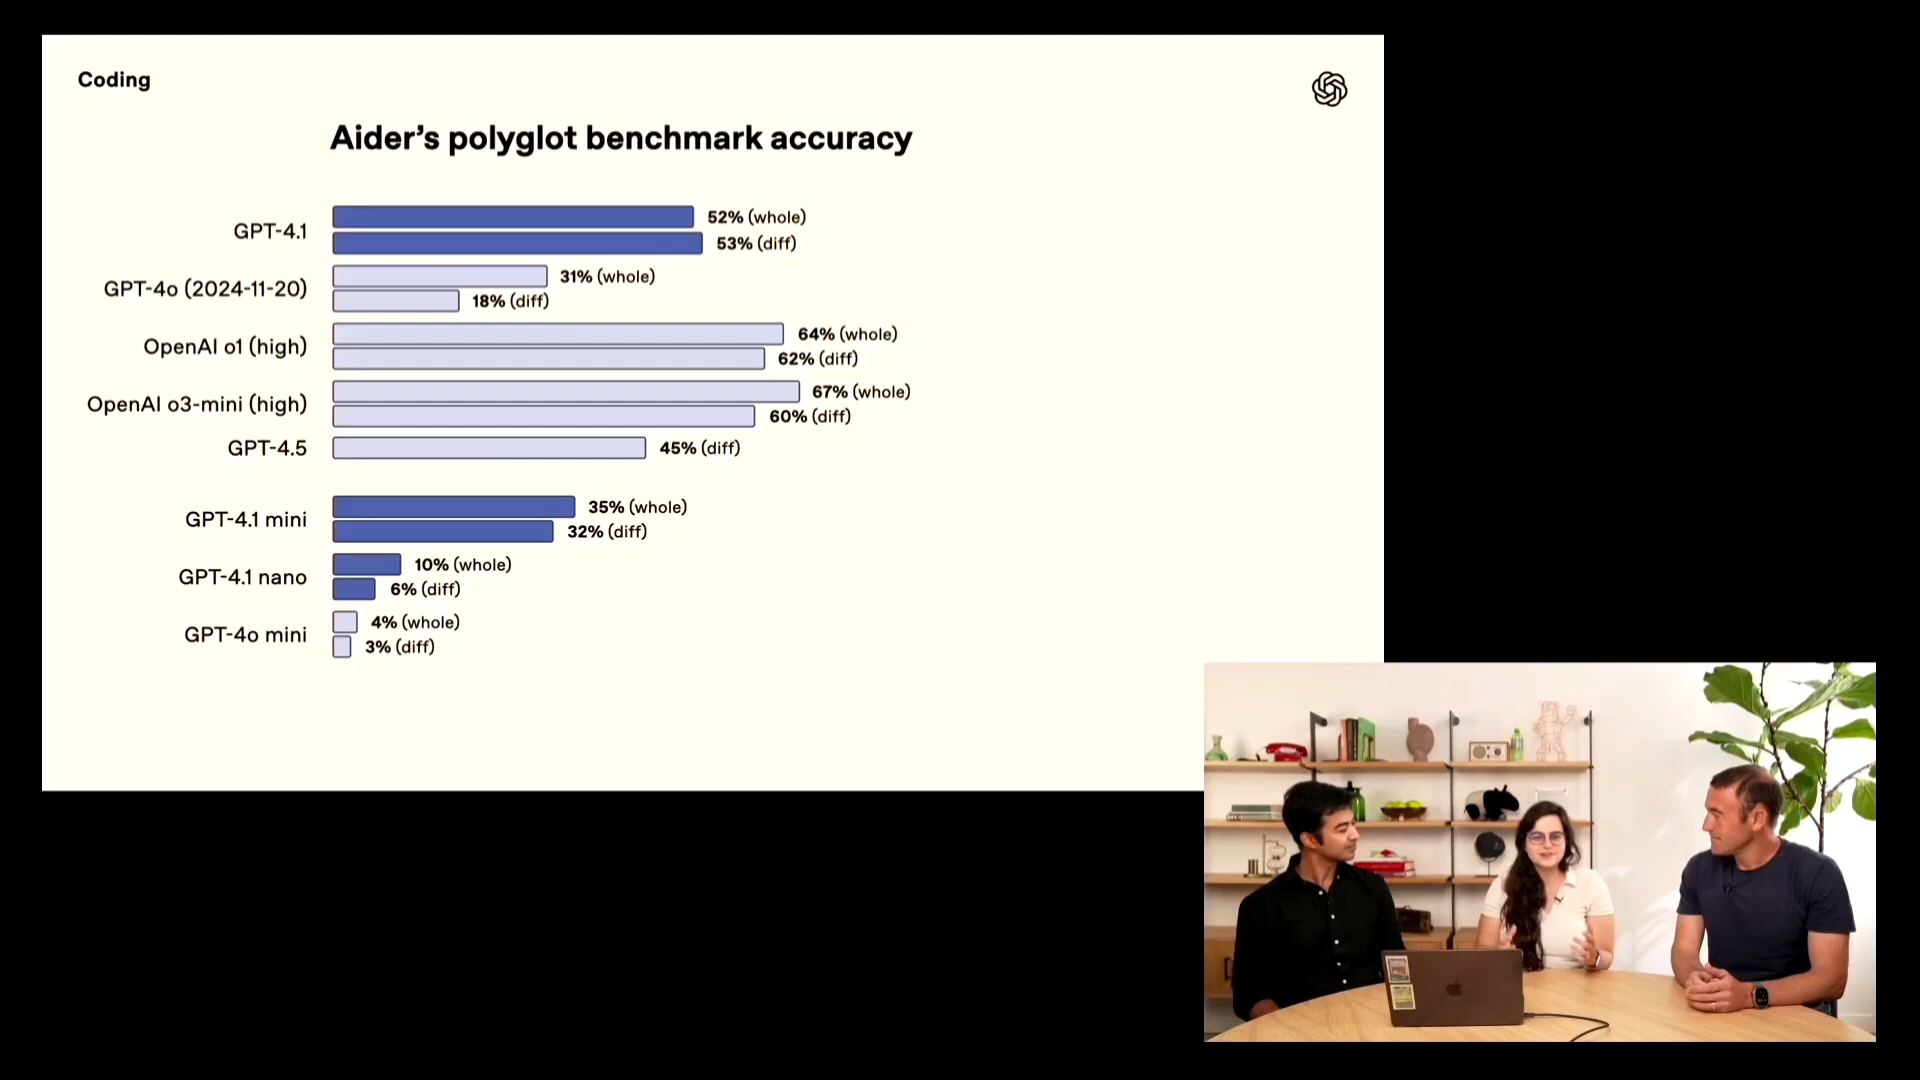 Coding
Aider’s polyglot benchmark accuracy
GPT-4.1
52% (whole)
53% (diff)
GPT-4o (2024-11-20)
31% (whole)
18% (diff)
OpenAI o1 (high)
64% (whole)
62% (diff)
OpenAI o3-mini (high)
67% (whole)
60% (diff)
GPT-4.5
45% (diff)
GPT-4.1 mini
35% (whole)
32% (diff)
GPT-4.1 nano
10% (whole)
6% (diff)
GPT-4o mini
4% (whole)
3% (diff)